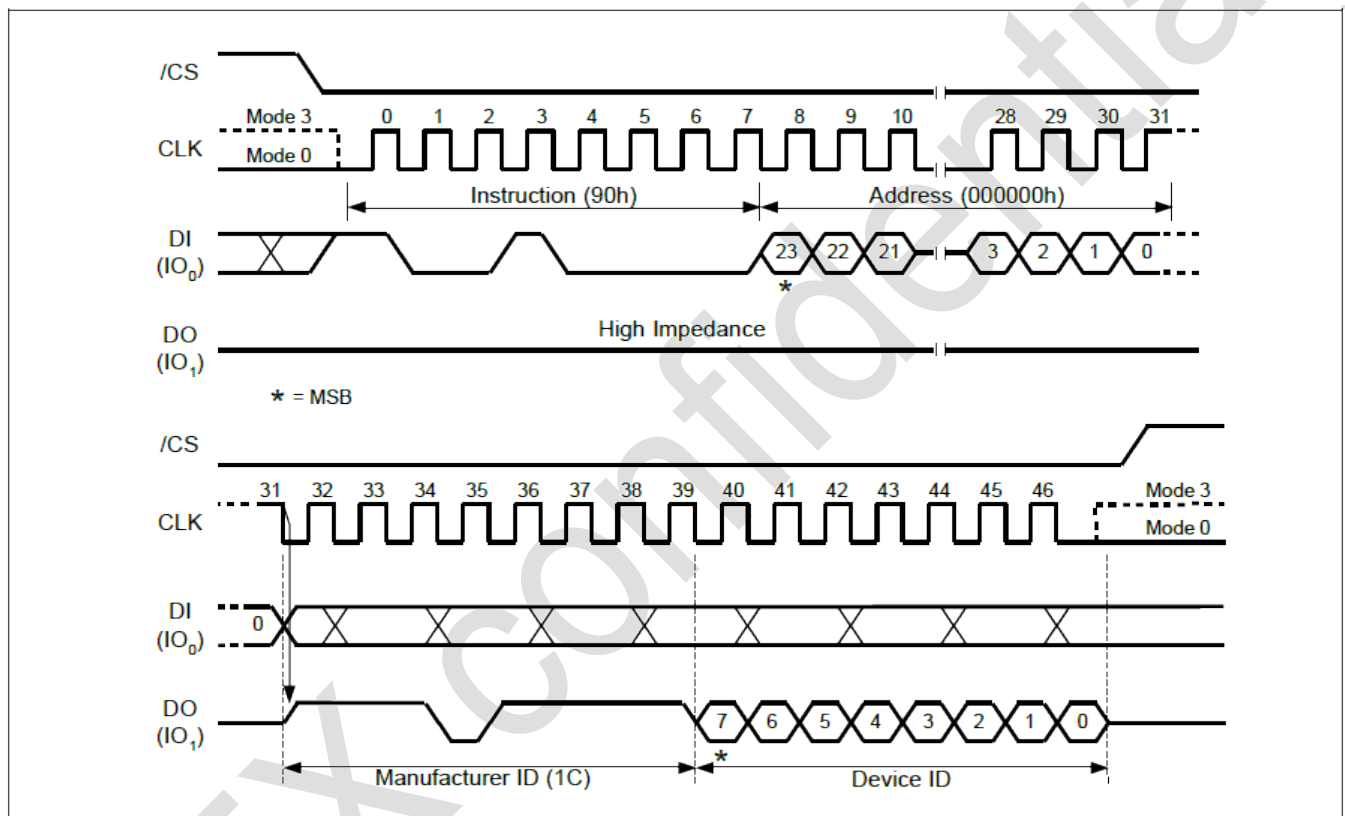 /CS
Mode 3 0 1 2 3 4 5 6 7 8 9 10 28 29 30 31
CLK
Mode 0
Instruction (90h) Address (000000h)
DI
(IO₀) 23 22 21 3 2 1 0
*
High Impedance
DO
(IO₁)
* = MSB
/CS
31 32 33 34 35 36 37 38 39 40 41 42 43 44 45 46 Mode 3
CLK
Mode 0
DI
(IO₀) 0
DO
(IO₁) 7 6 5 4 3 2 1 0
*
Manufacturer ID (1C) Device ID
confidential